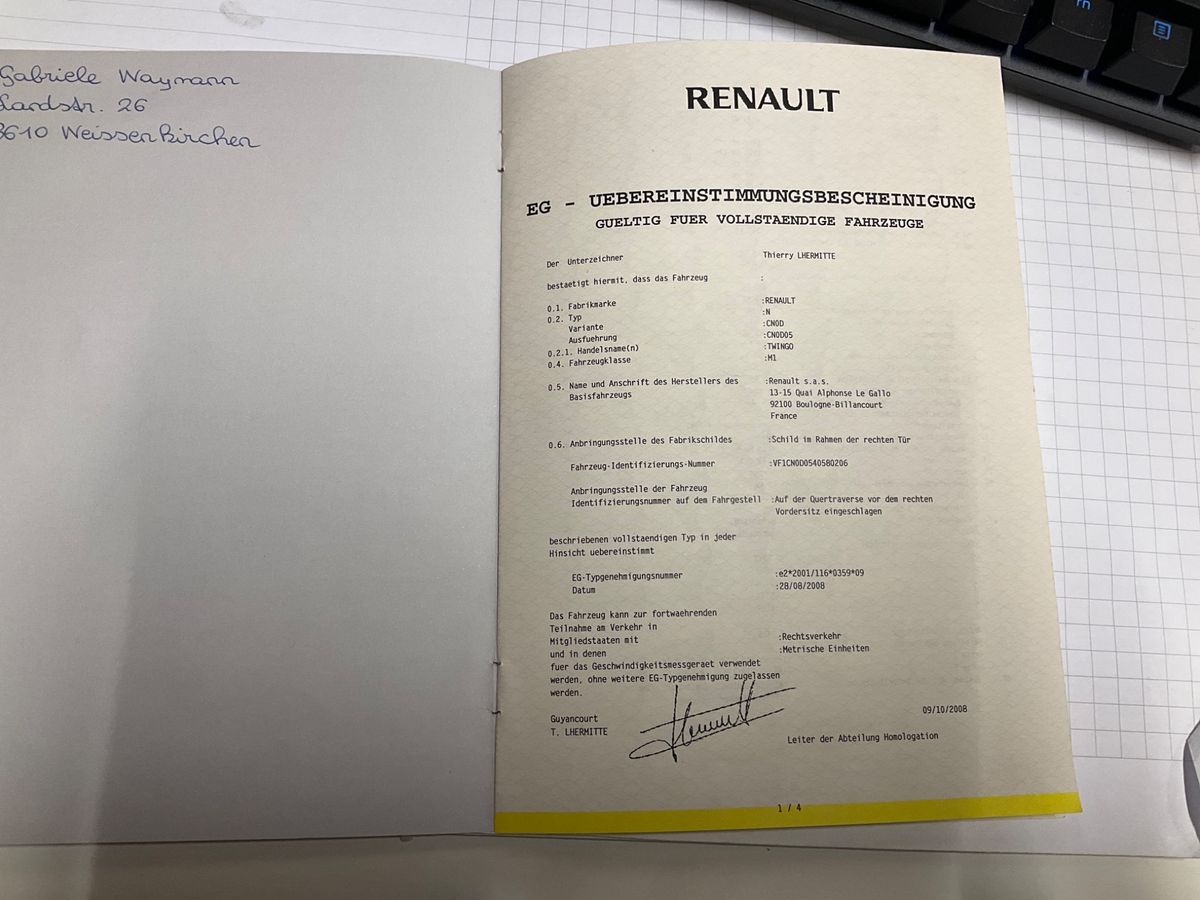 Gabriele Waymann
Landstr. 26
3610 Weissenkirchen
RENAULT
EG - UEBEREINSTIMMUNGSBESCHEINIGUNG
GUELTIG FUER VOLLSTAENDIGE FAHRZEUGE
Der Unterzeichner Thierry LHERMITTE
bestaetigt hiermit, dass das Fahrzeug :
0.1. Fabrikmarke :RENAULT
0.2. Typ :N
Variante :CN0D
Ausfuehrung :CN0D05
0.2.1. Handelsname(n) :TWINGO
0.4. Fahrzeugklasse :M1
0.5. Name und Anschrift des Herstellers des :Renault s.a.s.
Basisfahrzeugs 13-15 Quai Alphonse Le Gallo
92100 Boulogne-Billancourt
France
0.6. Anbringungsstelle des Fabrikschildes :Schild im Rahmen der rechten Tür
Fahrzeug-Identifizierungs-Nummer :VF1CN0D0540580206
Anbringungsstelle der Fahrzeug
Identifizierungsnummer auf dem Fahrgestell :Auf der Quertraverse vor dem rechten
Vordersitz eingeschlagen
beschriebenen vollstaendigen Typ in jeder
Hinsicht uebereinstimmt
EG-Typgenehmigungsnummer :e2*2001/116*0359*09
Datum :28/08/2008
Das Fahrzeug kann zur fortwaehrenden
Teilnahme am Verkehr in
Mitgliedstaaten mit :Rechtsverkehr
und in denen :Metrische Einheiten
fuer das Geschwindigkeitsmessgeraet verwendet
werden, ohne weitere EG-Typgenehmigung zugelassen
werden.
Guyancourt 09/10/2008
T. LHERMITTE Leiter der Abteilung Homologation
1 / 4